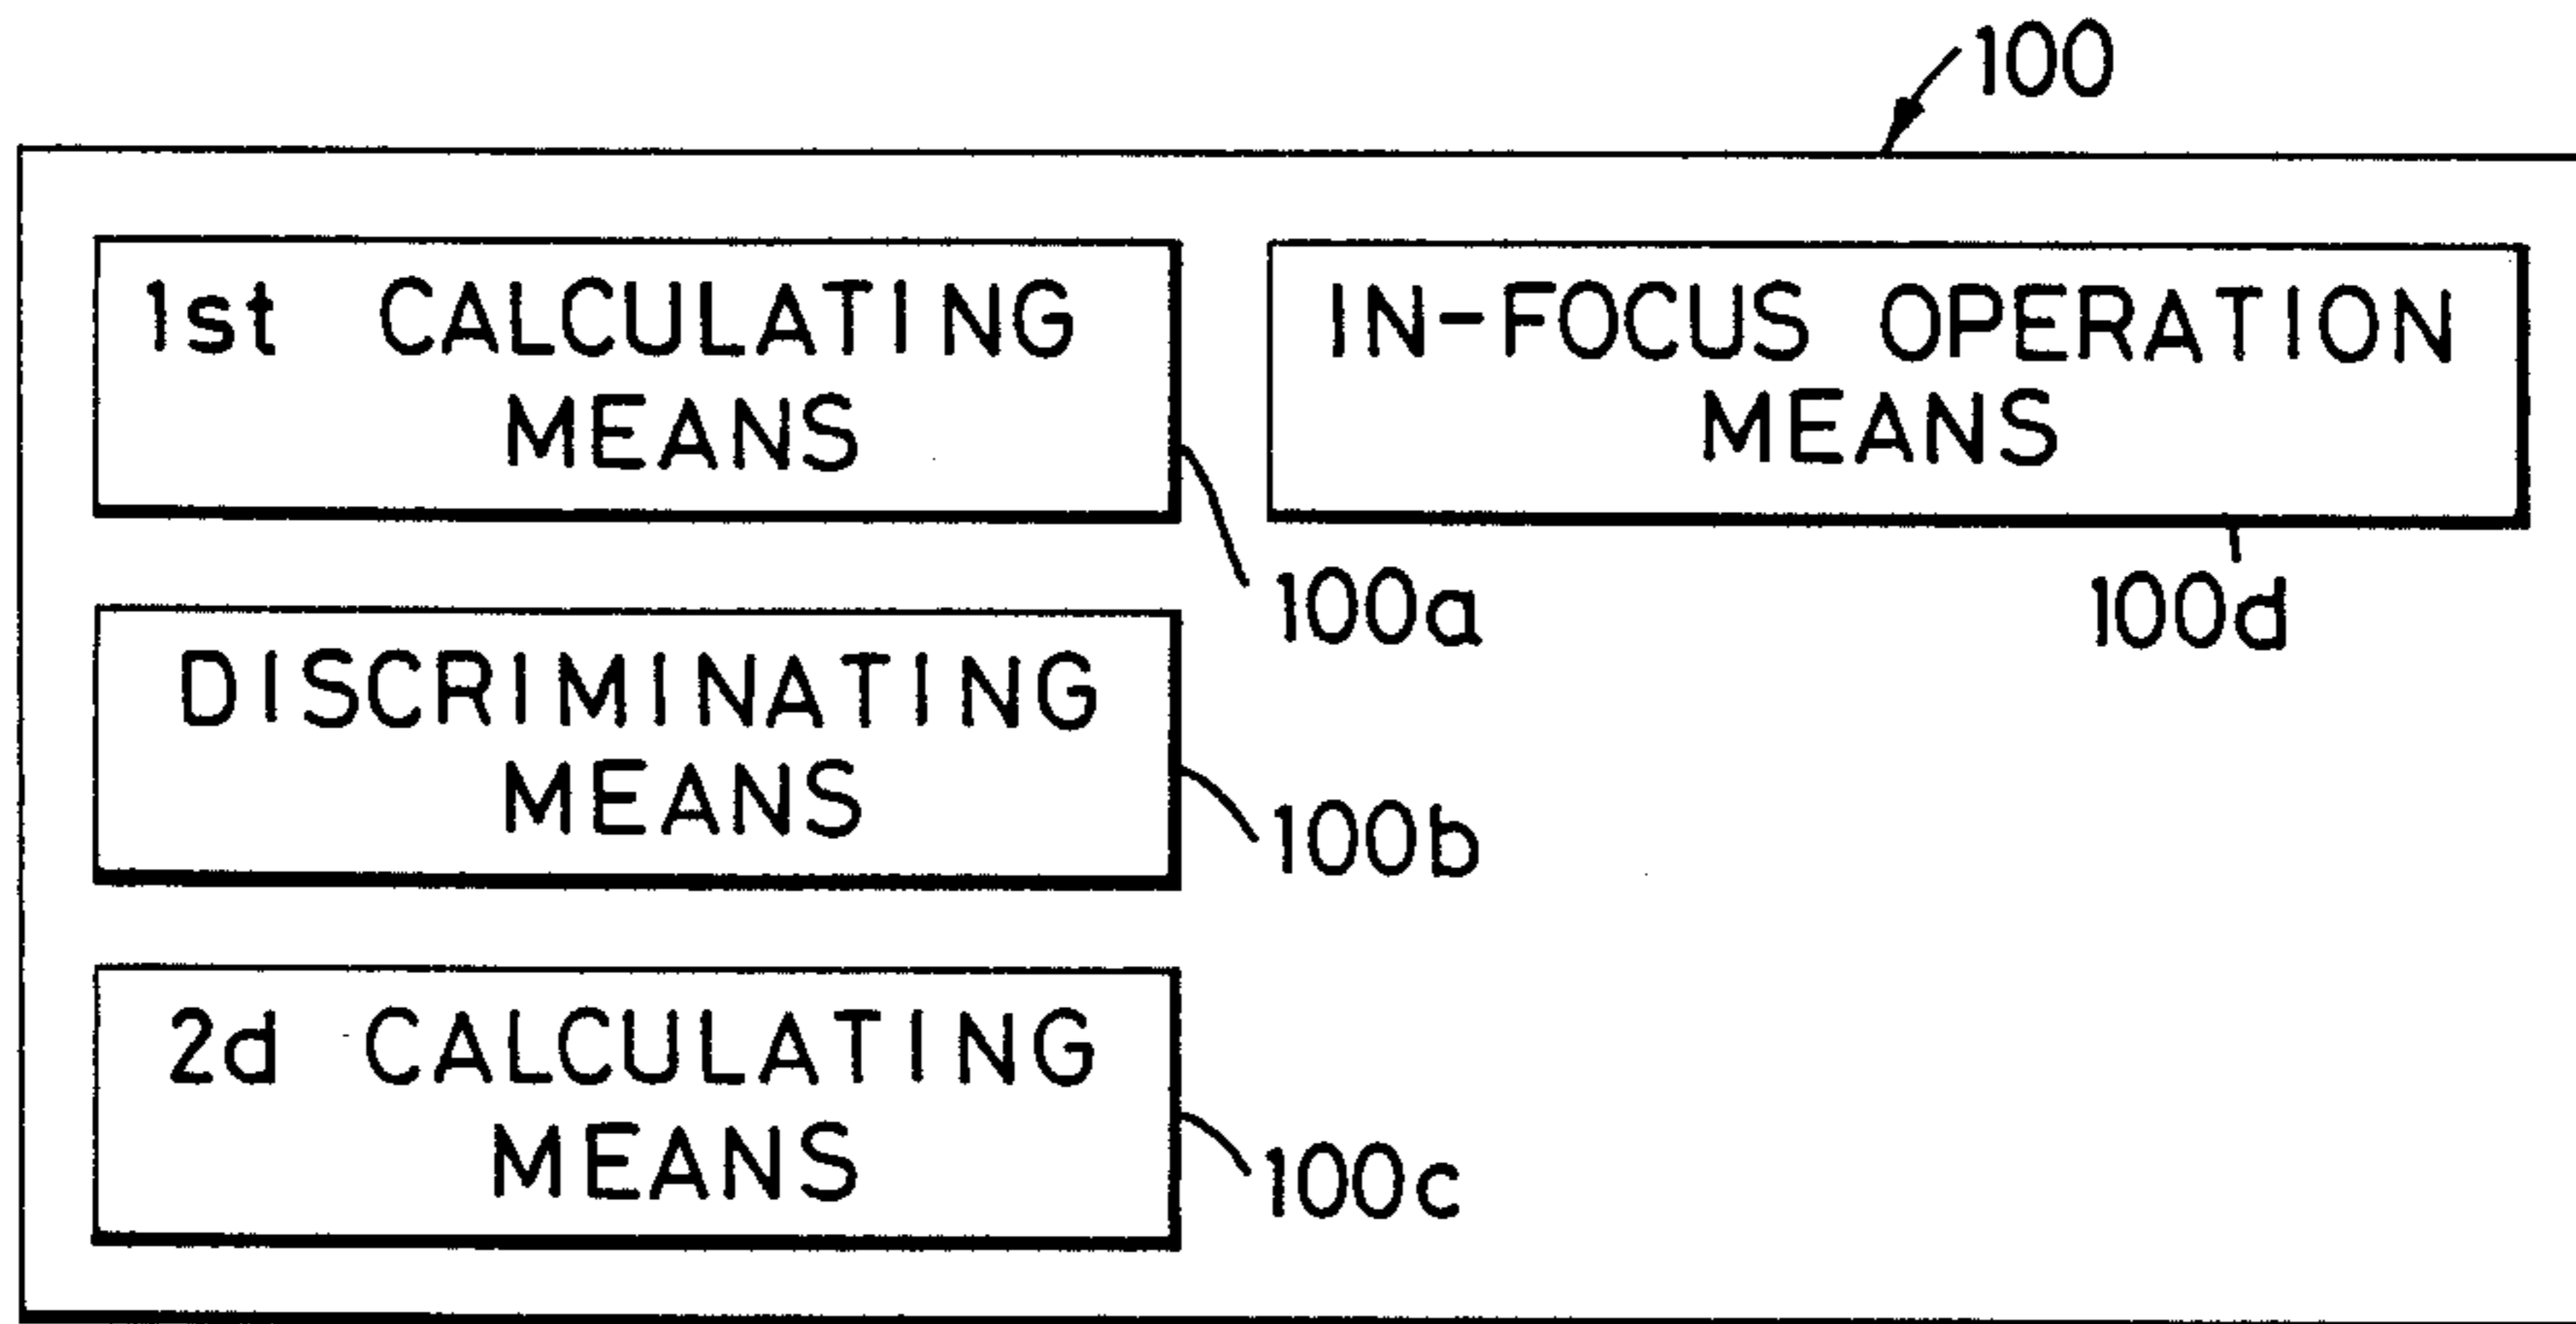 100
1st CALCULATING
MEANS
100a
IN-FOCUS OPERATION
MEANS
100d
DISCRIMINATING
MEANS
100b
2d CALCULATING
MEANS
100c